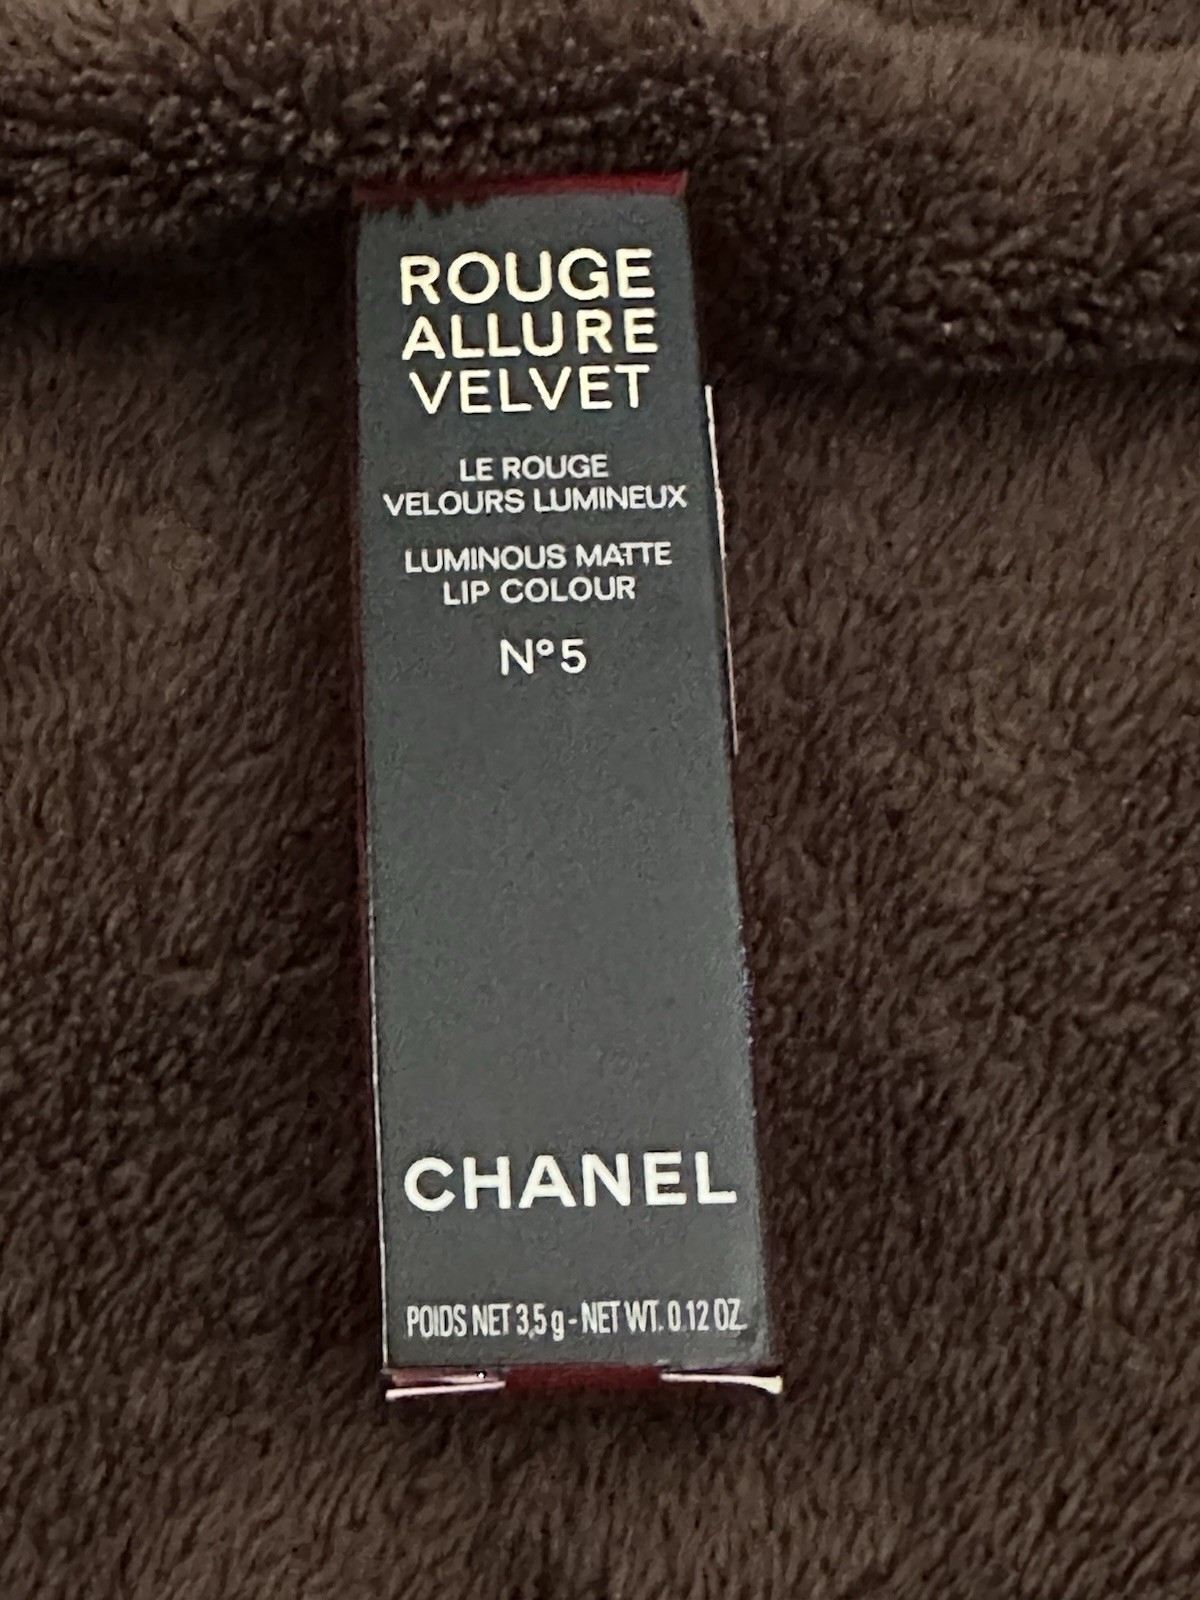 ROUGE
ALLURE
VELVET
LE ROUGE
VELOURS LUMINEUX
LUMINOUS MATTE
LIP COLOUR
N°5
CHANEL
POIDS NET 3,5 g - NET WT. 0.12 OZ.